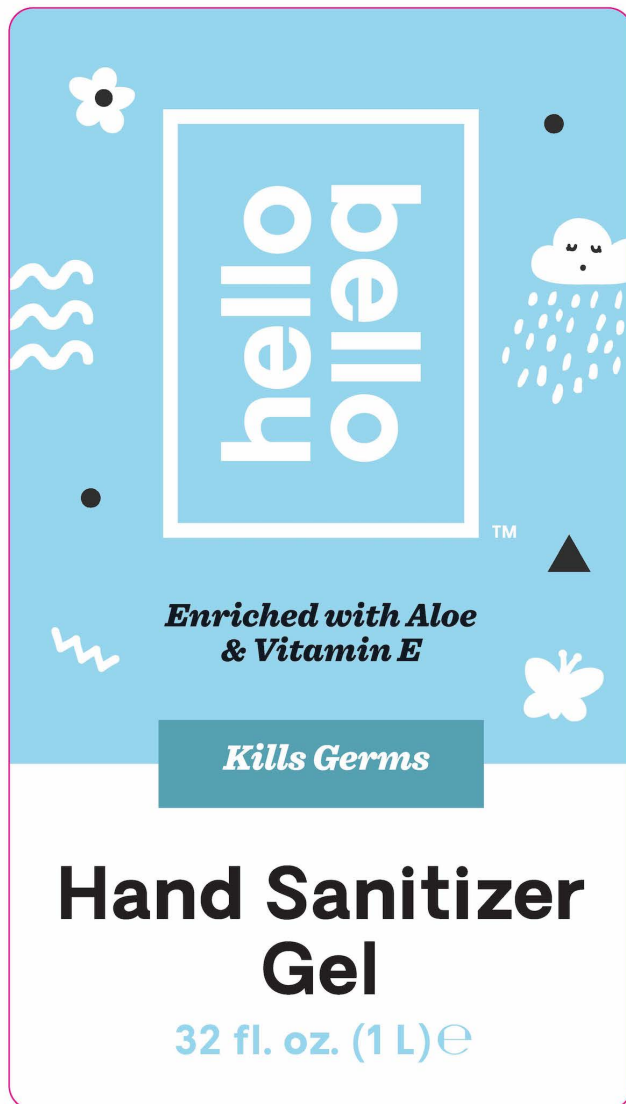 hello
bello
TM
Enriched with Aloe
& Vitamin E
Kills Germs
Hand Sanitizer
Gel
32 fl. oz. (1 L) ℮